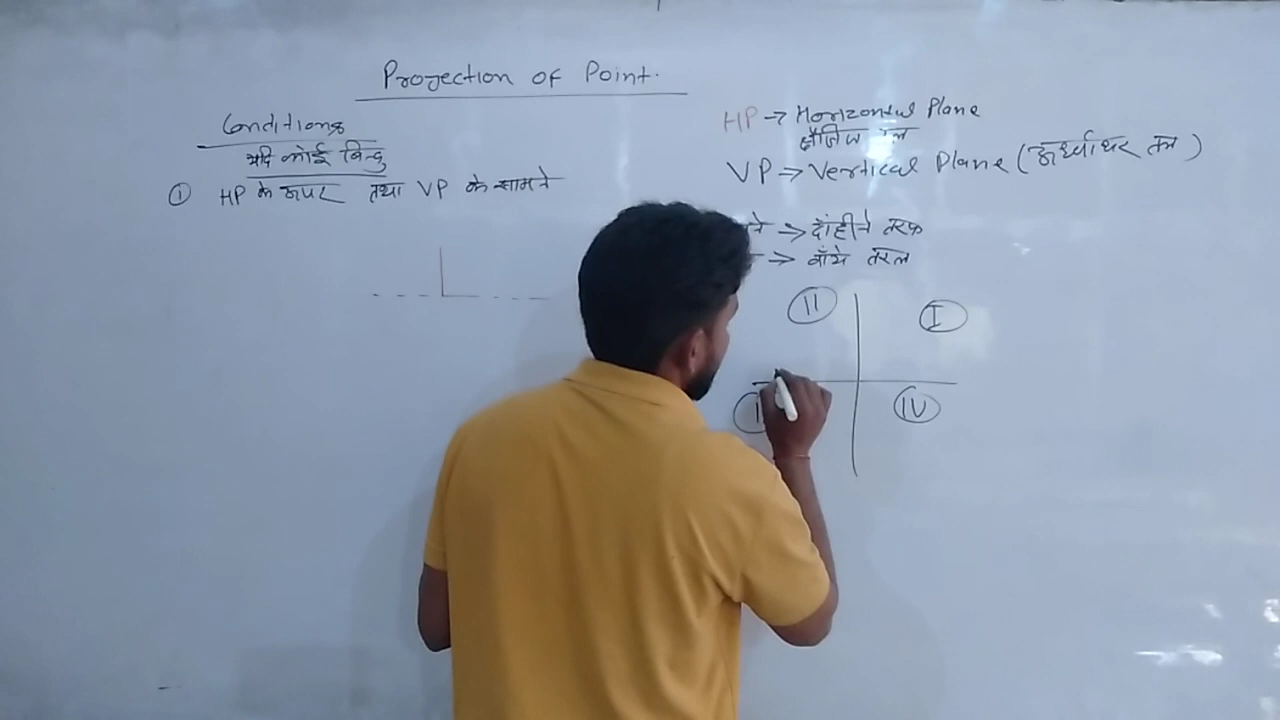 Projection of Point.
Conditions
यदि कोई बिन्दु
① HP के ऊपर तथा VP के सामने
HP → Horizontal Plane
क्षैतिज तल
VP → Vertical Plane (ऊर्ध्वाधर तल)
ने ⇒ दांहीने तरफ
⇒ बाँये तरफ
II I
IV